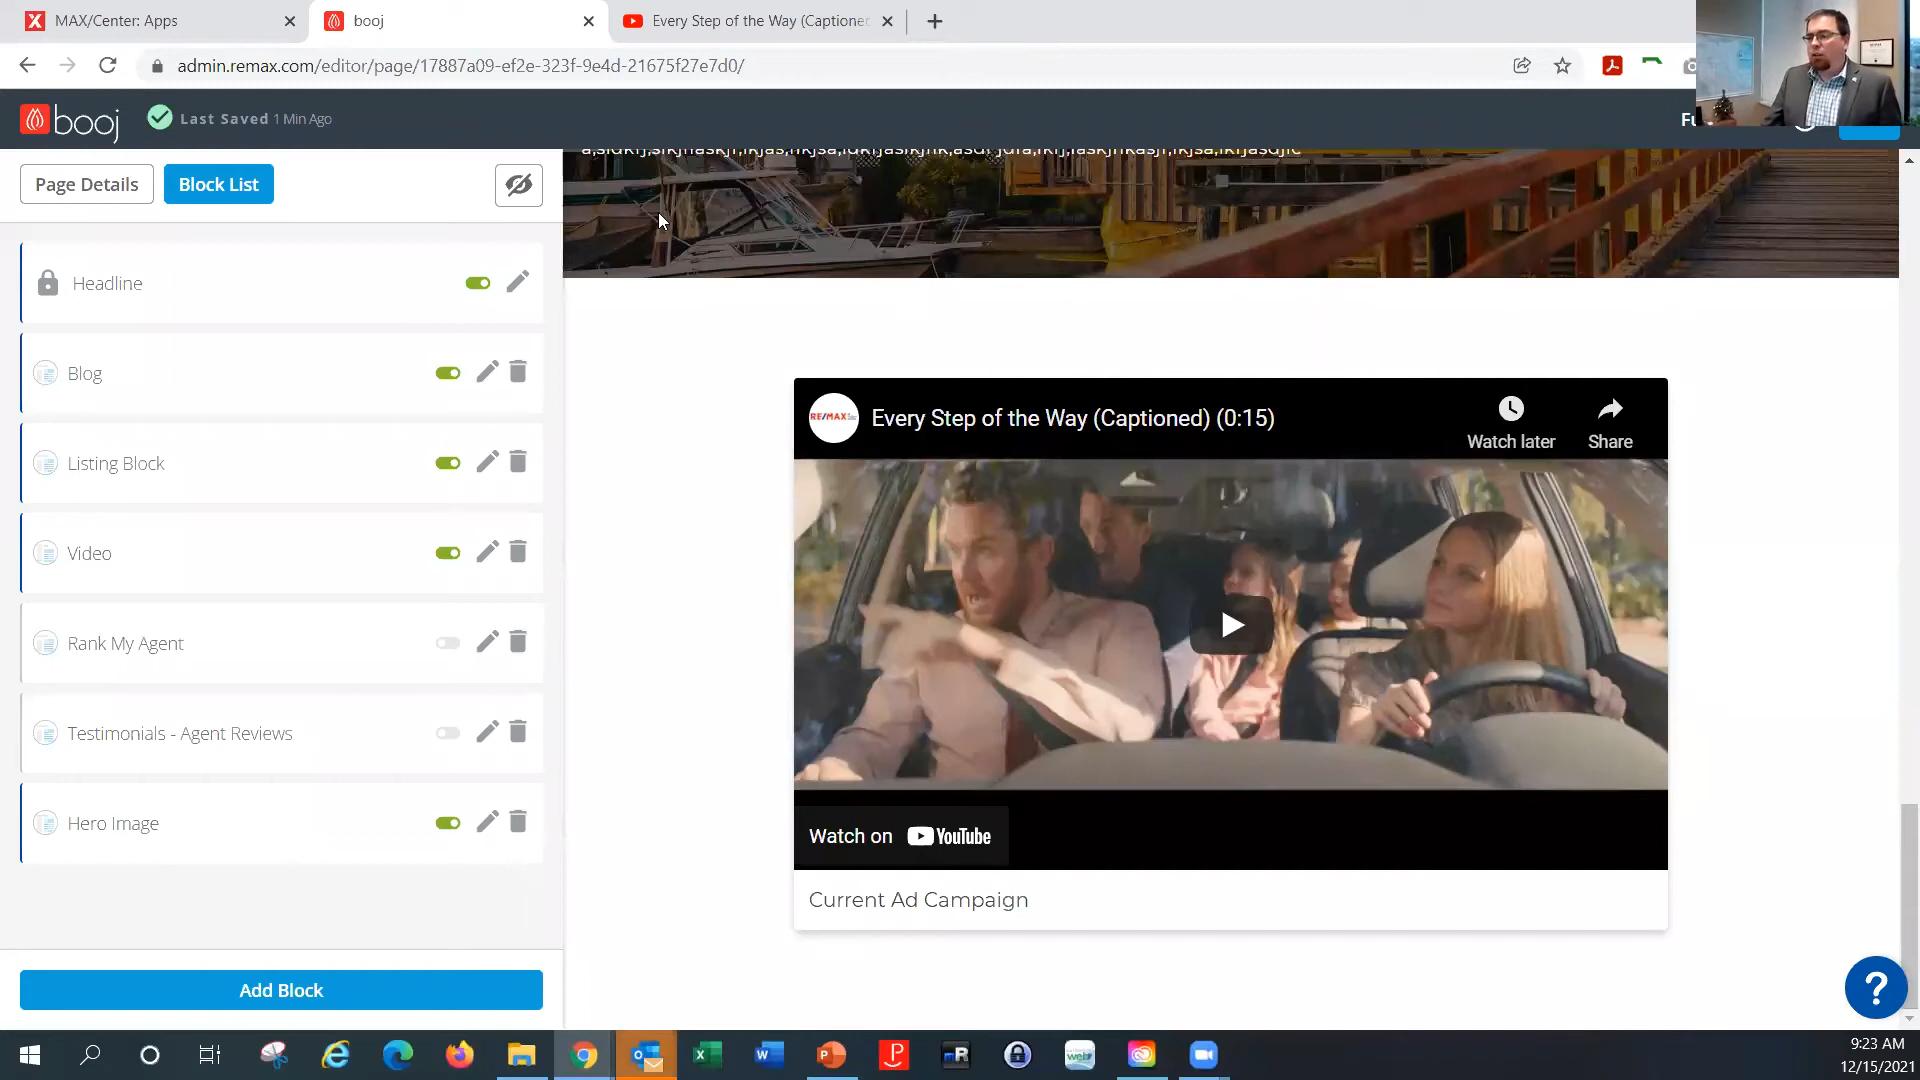 MAX/Center: Apps
booj
Every Step of the Way (Captioned
admin.remax.com/editor/page/17887a09-ef2e-323f-9e4d-21675f27e7d0/
booj
Last Saved 1 Min Ago
Page Details
Block List
Headline
Blog
Listing Block
Video
Rank My Agent
Testimonials - Agent Reviews
Hero Image
Add Block
RE/MAX
Every Step of the Way (Captioned) (0:15)
Watch later
Share
Watch on YouTube
Current Ad Campaign
?
9:23 AM
12/15/2021